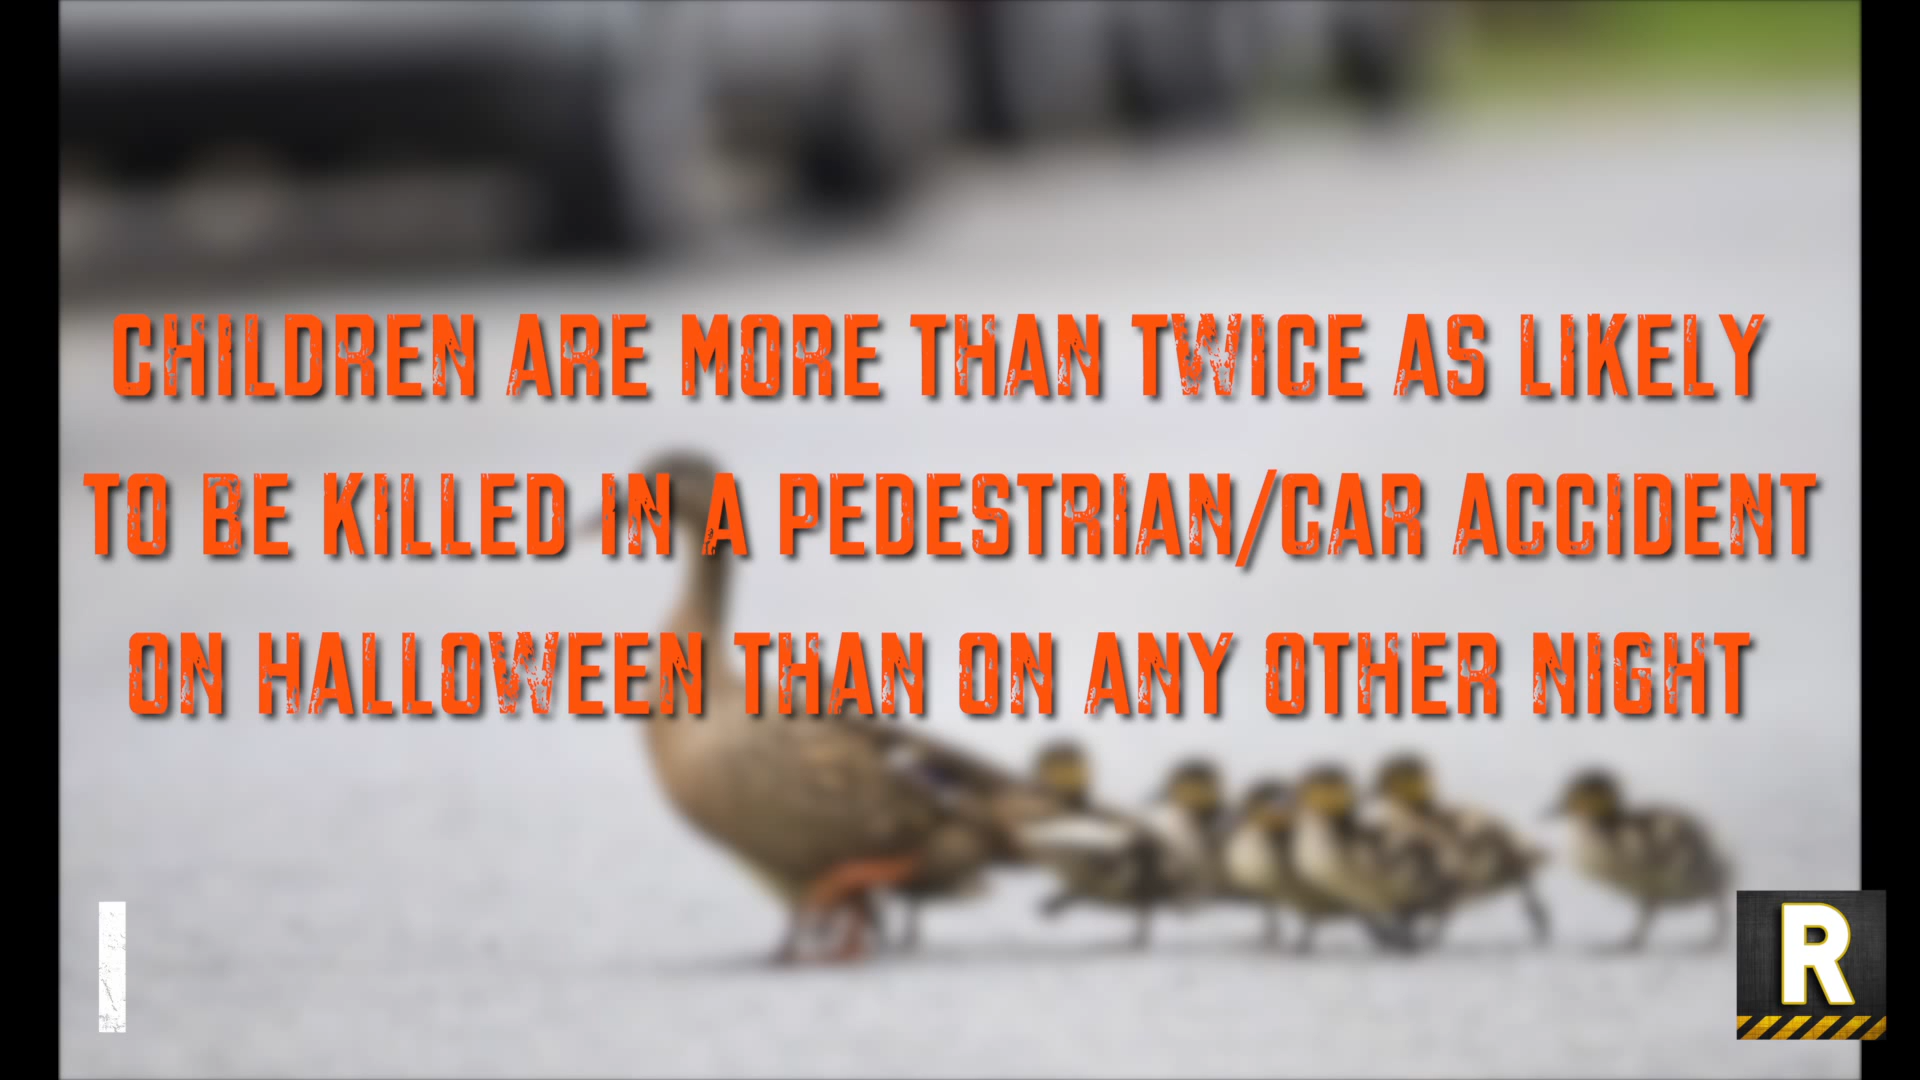 CHILDREN ARE MORE THAN TWICE AS LIKELY
TO BE KILLED IN A PEDESTRIAN/CAR ACCIDENT
ON HALLOWEEN THAN ON ANY OTHER NIGHT
R